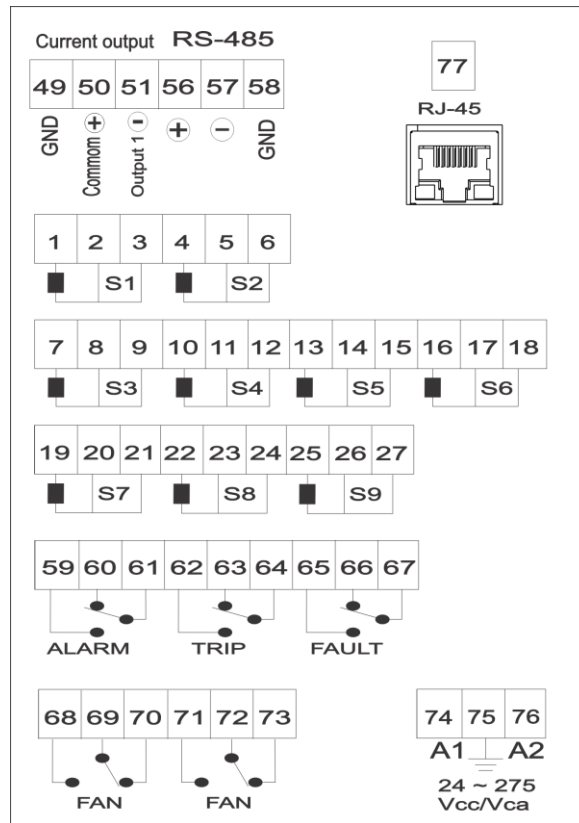 Current output RS-485
49 50 51 56 57 58
GND Commom + Output 1 - + - GND
77
RJ-45
1 2 3 4 5 6
S1 S2
7 8 9 10 11 12 13 14 15 16 17 18
S3 S4 S5 S6
19 20 21 22 23 24 25 26 27
S7 S8 S9
59 60 61 62 63 64 65 66 67
ALARM TRIP FAULT
68 69 70 71 72 73
FAN FAN
74 75 76
A1 A2
24 ~ 275
Vcc/Vca